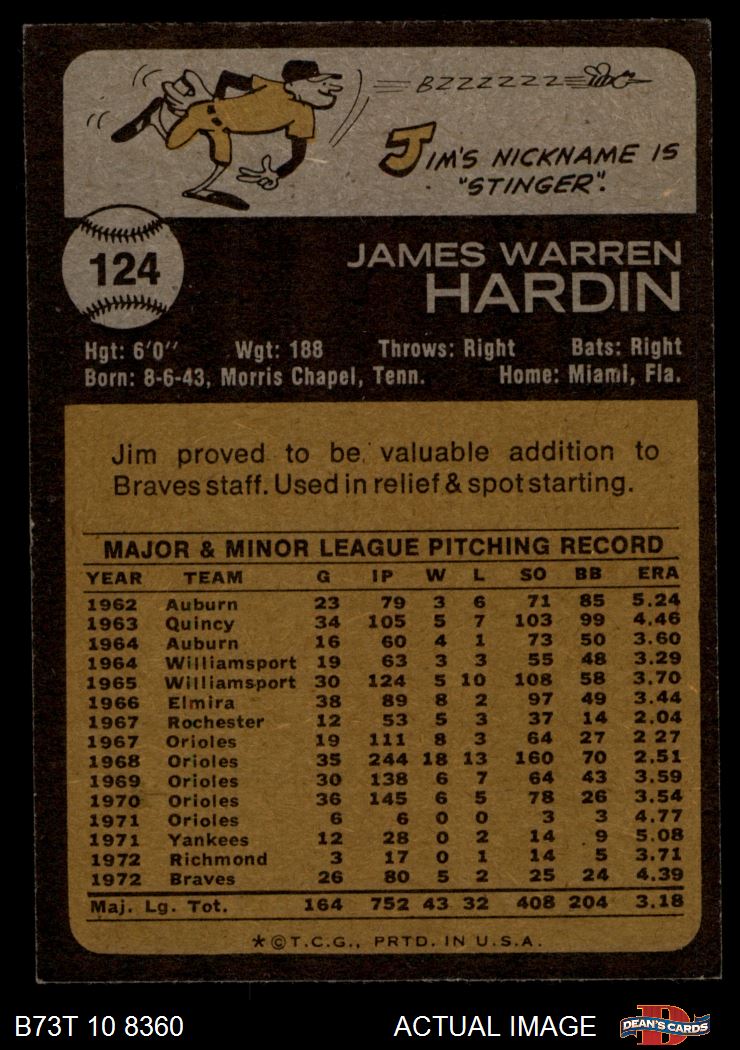 BZZZZZZZ
JIM'S NICKNAME IS
"STINGER".
124
JAMES WARREN
HARDIN
Hgt: 6'0" Wgt: 188 Throws: Right Bats: Right
Born: 8-6-43, Morris Chapel, Tenn. Home: Miami, Fla.
Jim proved to be valuable addition to
Braves staff. Used in relief & spot starting.
MAJOR & MINOR LEAGUE PITCHING RECORD
YEAR TEAM G IP W L SO BB ERA
1962 Auburn 23 79 3 6 71 85 5.24
1963 Quincy 34 105 5 7 103 99 4.46
1964 Auburn 16 60 4 1 73 50 3.60
1964 Williamsport 19 63 3 3 55 48 3.29
1965 Williamsport 30 124 5 10 108 58 3.70
1966 Elmira 38 89 8 2 97 49 3.44
1967 Rochester 12 53 5 3 37 14 2.04
1967 Orioles 19 111 8 3 64 27 2 27
1968 Orioles 35 244 18 13 160 70 2.51
1969 Orioles 30 138 6 7 64 43 3.59
1970 Orioles 36 145 6 5 78 26 3.54
1971 Orioles 6 6 0 0 3 3 4.77
1971 Yankees 12 28 0 2 14 9 5.08
1972 Richmond 3 17 0 1 14 5 3.71
1972 Braves 26 80 5 2 25 24 4.39
Maj. Lg. Tot. 164 752 43 32 408 204 3.18
*©T.C.G., PRTD. IN U.S.A.
B73T 10 8360 ACTUAL IMAGE D DEAN'S CARDS